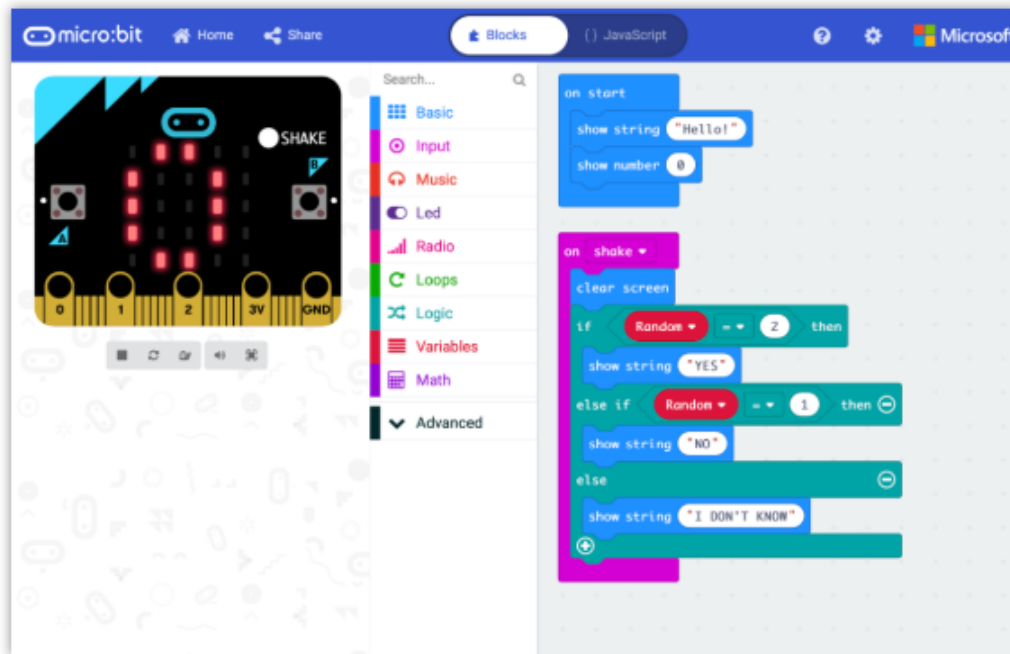 micro:bit Home Share Blocks {} JavaScript Microsoft
SHAKE
B
A
0 1 2 3V GND
Search...
Basic
Input
Music
Led
Radio
Loops
Logic
Variables
Math
Advanced
on start
show string "Hello!"
show number 0
on shake
clear screen
if Random = 2 then
show string "YES"
else if Random = 1 then
show string "NO"
else
show string "I DON'T KNOW"